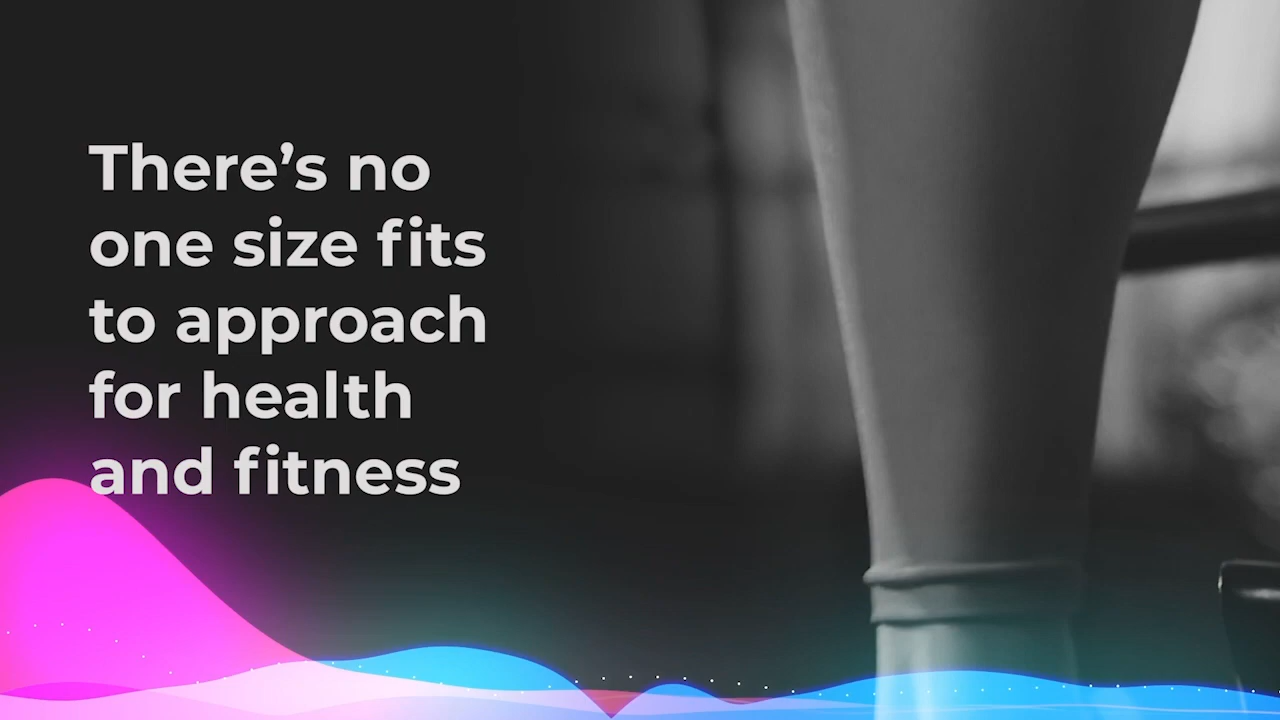 There’s no
one size fits
to approach
for health
and fitness